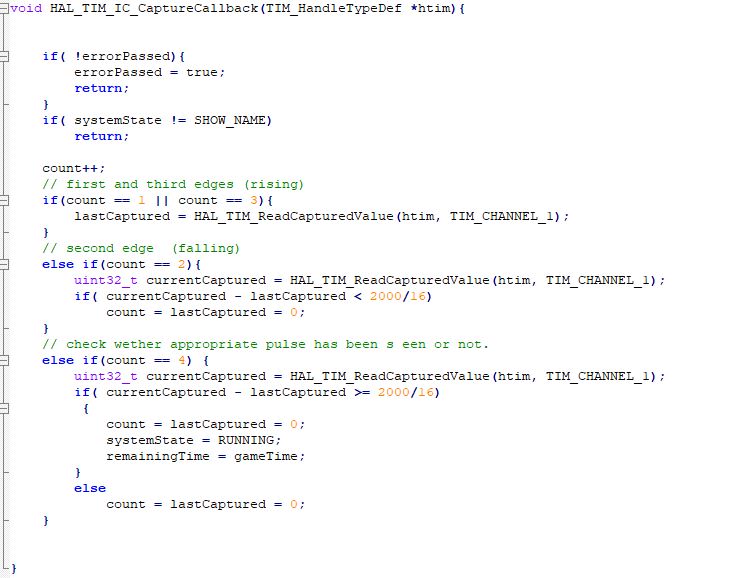 void HAL_TIM_IC_CaptureCallback(TIM_HandleTypeDef *htim){
if( !errorPassed){
errorPassed = true;
return;
}
if( systemState != SHOW_NAME)
return;
count++;
// first and third edges (rising)
if(count == 1 || count == 3){
lastCaptured = HAL_TIM_ReadCapturedValue(htim, TIM_CHANNEL_1);
}
// second edge  (falling)
else if(count == 2){
uint32_t currentCaptured = HAL_TIM_ReadCapturedValue(htim, TIM_CHANNEL_1);
if( currentCaptured - lastCaptured < 2000/16)
count = lastCaptured = 0;
}
// check wether appropriate pulse has been s een or not.
else if(count == 4) {
uint32_t currentCaptured = HAL_TIM_ReadCapturedValue(htim, TIM_CHANNEL_1);
if( currentCaptured - lastCaptured >= 2000/16)
{
count = lastCaptured = 0;
systemState = RUNNING;
remainingTime = gameTime;
}
else
count = lastCaptured = 0;
}
}